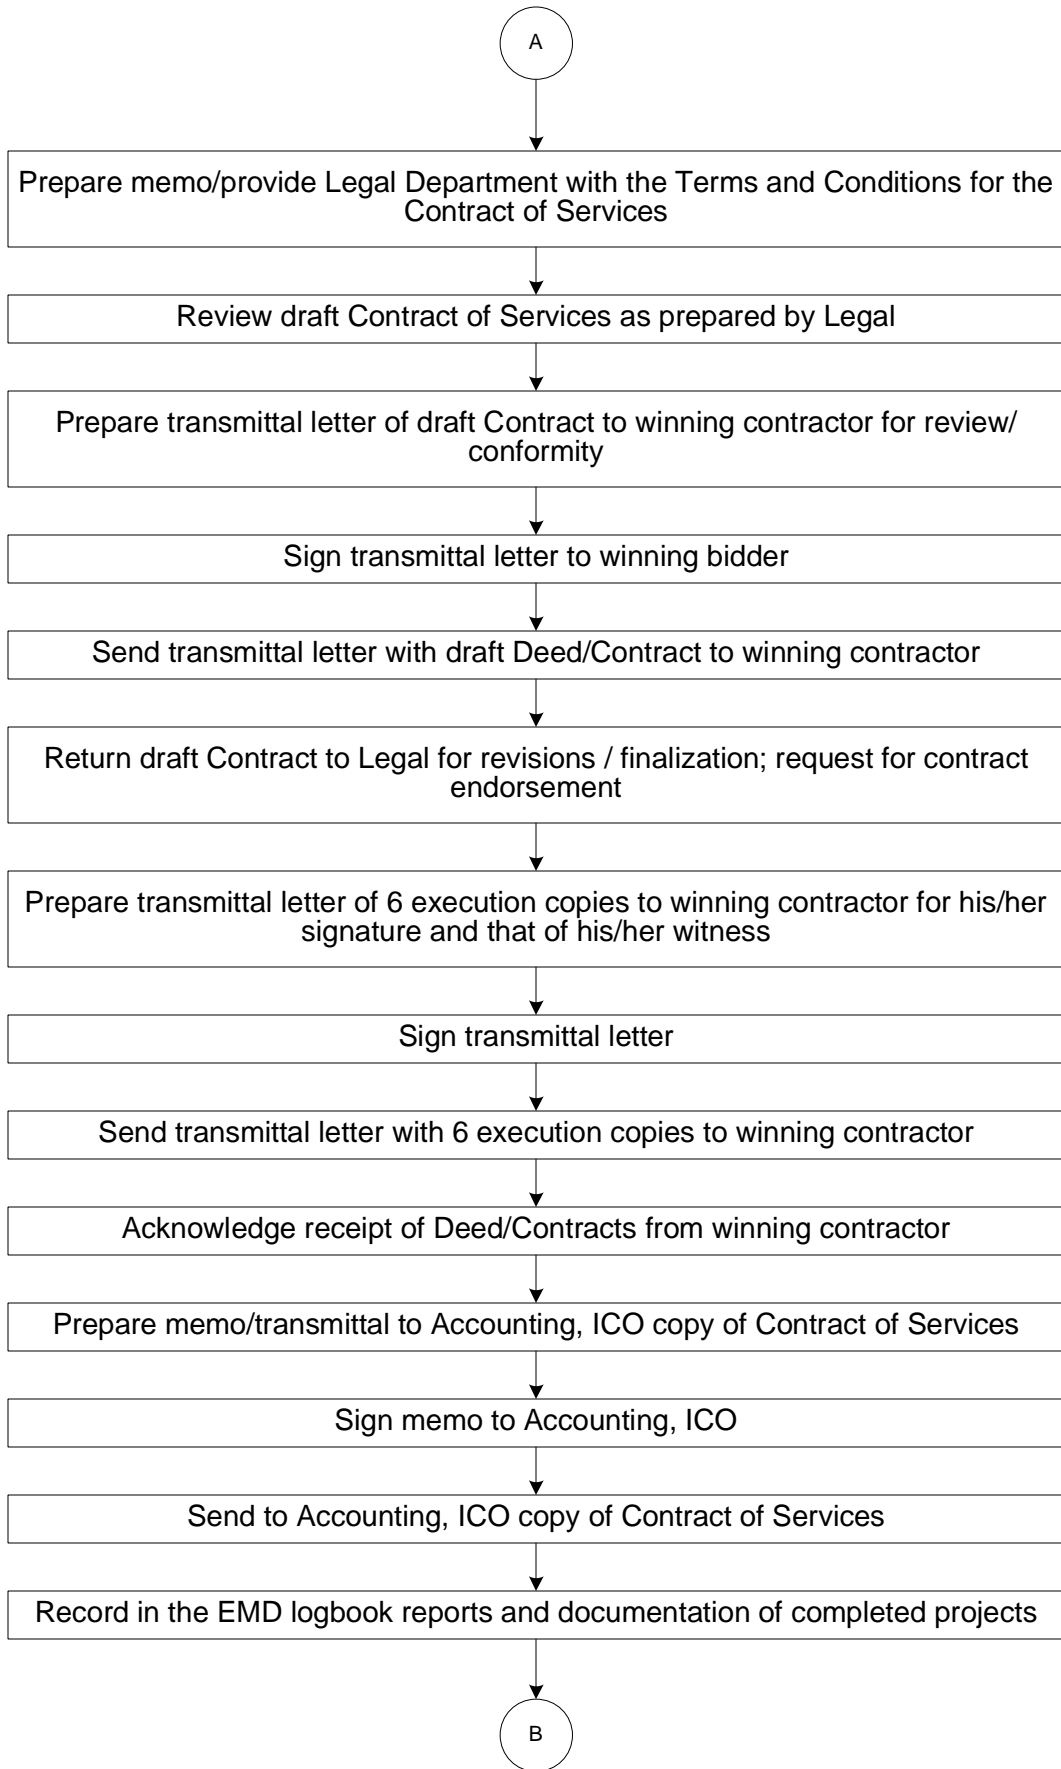 A
Prepare memo/provide Legal Department with the Terms and Conditions for the
Contract of Services
Review draft Contract of Services as prepared by Legal
Prepare transmittal letter of draft Contract to winning contractor for review/
conformity
Sign transmittal letter to winning bidder
Send transmittal letter with draft Deed/Contract to winning contractor
Return draft Contract to Legal for revisions / finalization; request for contract
endorsement
Prepare transmittal letter of 6 execution copies to winning contractor for his/her
signature and that of his/her witness
Sign transmittal letter
Send transmittal letter with 6 execution copies to winning contractor
Acknowledge receipt of Deed/Contracts from winning contractor
Prepare memo/transmittal to Accounting, ICO copy of Contract of Services
Sign memo to Accounting, ICO
Send to Accounting, ICO copy of Contract of Services
Record in the EMD logbook reports and documentation of completed projects
B